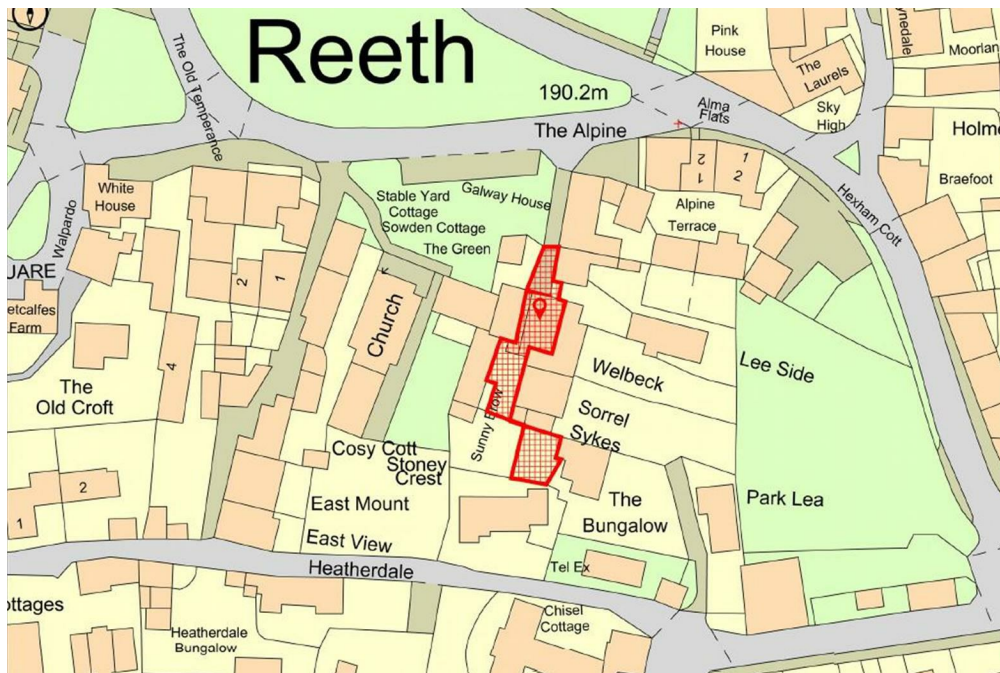 Reeth
190.2m
The Alpine
The Old Temperance
Pink
House
The
Laurels
Sky
High
Alma
Flats
Moorlan
ynedale
Holme
Braefoot
Hexham Cott
White
House
Walpardo
UARE
etcalfes
Farm
2
1
Stable Yard
Cottage
Sowden Cottage
The Green
Galway House
2
1
1
2
Alpine
Terrace
Church
4
The
Old Croft
Welbeck
Lee Side
Sorrel
Sykes
Sunny Brow
Cosy Cott
Stoney
Crest
East Mount
East View
The
Bungalow
Park Lea
2
1
Heatherdale
Tel Ex
ottages
Heatherdale
Bungalow
Chisel
Cottage